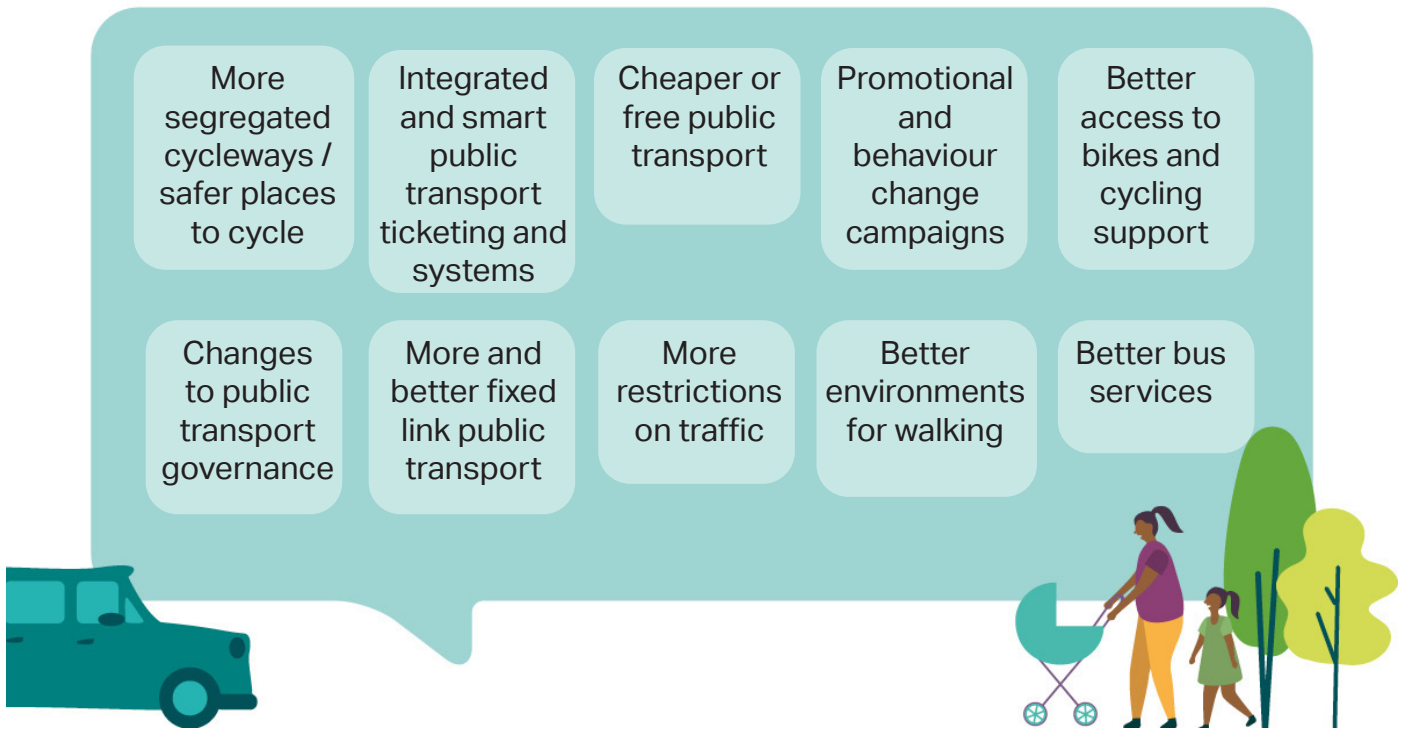 More
segregated
cycleways /
safer places
to cycle
Integrated
and smart
public
transport
ticketing and
systems
Cheaper or
free public
transport
Promotional
and
behaviour
change
campaigns
Better
access to
bikes and
cycling
support
Changes
to public
transport
governance
More and
better fixed
link public
transport
More
restrictions
on traffic
Better
environments
for walking
Better bus
services